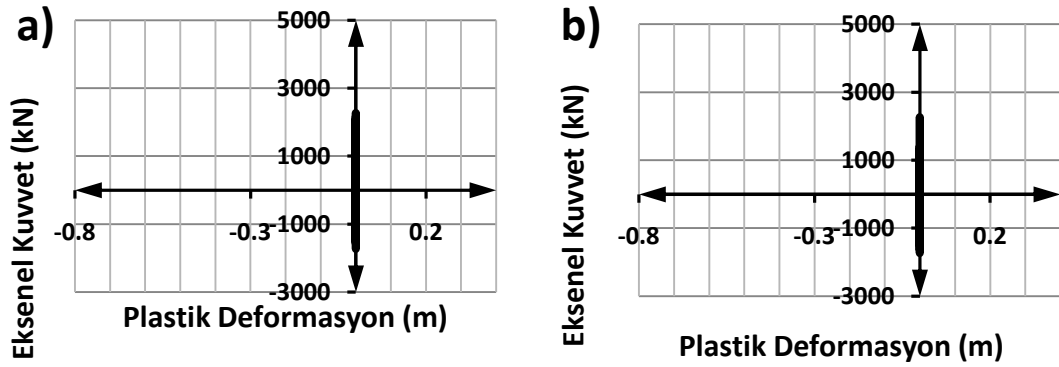 a)
5000
3000
1000
-0.8
-0.3
0.2
-1000
-3000
Eksenel Kuvvet (kN)
Plastik Deformasyon (m)
b)
5000
3000
1000
-0.8
-0.3
0.2
-1000
-3000
Eksenel Kuvvet (kN)
Plastik Deformasyon (m)